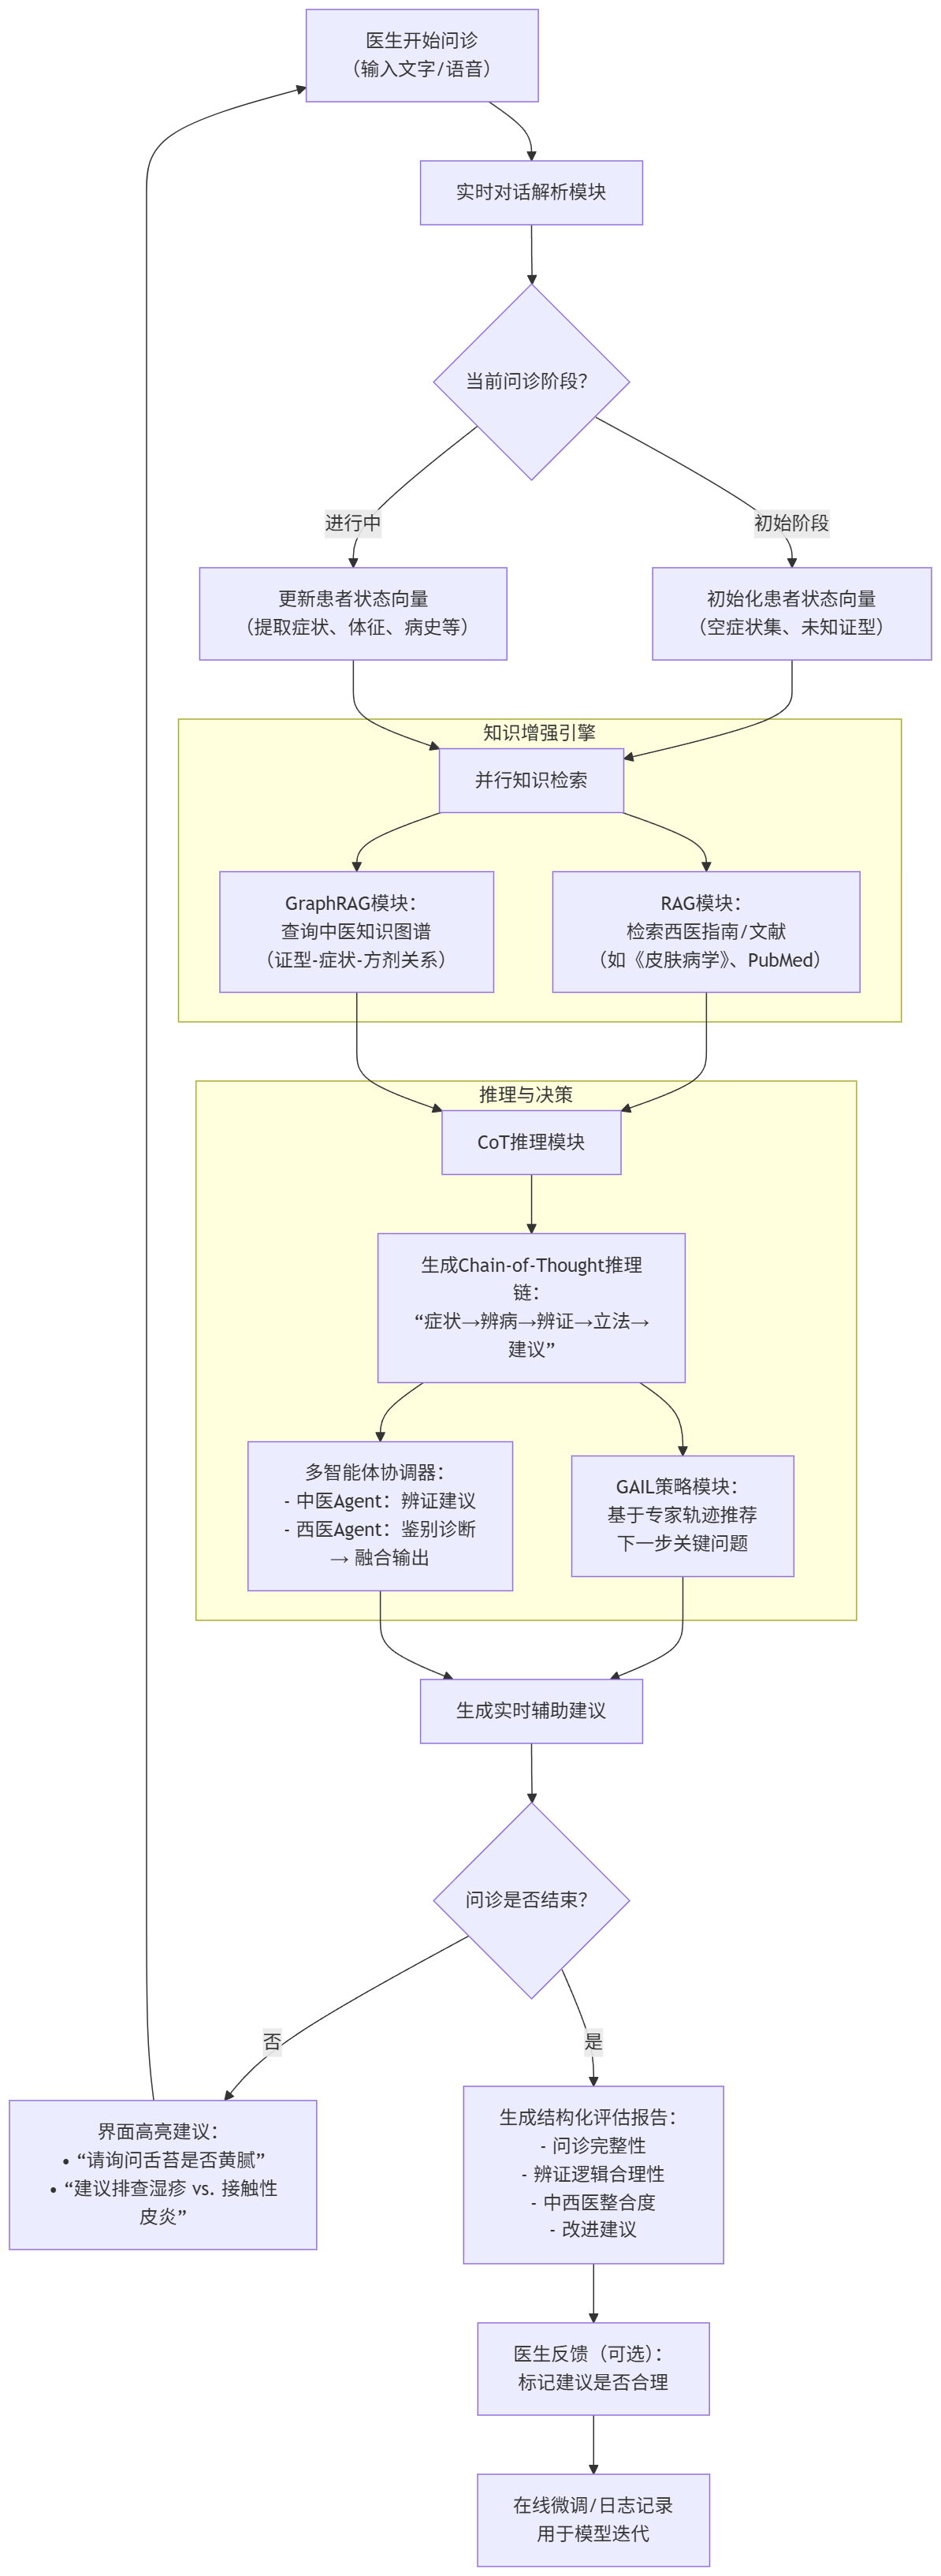 医生开始问诊
（输入文字/语音）
实时对话解析模块
当前问诊阶段？
进行中
初始阶段
更新患者状态向量
（提取症状、体征、病史等）
初始化患者状态向量
（空症状集、未知证型）
知识增强引擎
并行知识检索
GraphRAG模块：
查询中医知识图谱
（证型-症状-方剂关系）
RAG模块：
检索西医指南/文献
（如《皮肤病学》、PubMed）
推理与决策
CoT推理模块
生成Chain-of-Thought推理
链：
“症状→辨病→辨证→立法→
建议”
多智能体协调器：
- 中医Agent：辨证建议
- 西医Agent：鉴别诊断
→ 融合输出
GAIL策略模块：
基于专家轨迹推荐
下一步关键问题
生成实时辅助建议
问诊是否结束？
否
是
界面高亮建议：
• “请询问舌苔是否黄腻”
• “建议排查湿疹 vs. 接触性
皮炎”
生成结构化评估报告：
- 问诊完整性
- 辨证逻辑合理性
- 中西医整合度
- 改进建议
医生反馈（可选）：
标记建议是否合理
在线微调/日志记录
用于模型迭代